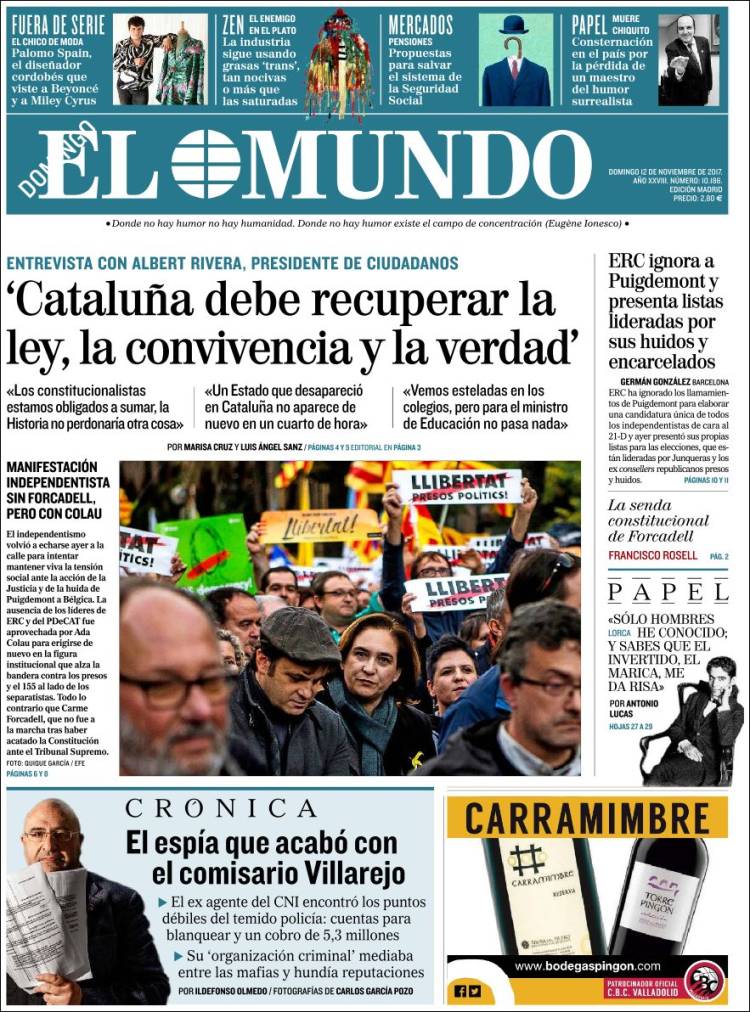 FUERA DE SERIE
EL CHICO DE MODA
Palomo Spain,
el diseñador
cordobés que
viste a Beyoncé
y a Miley Cyrus
ZEN EL ENEMIGO
EN EL PLATO
La industria
sigue usando
grasas ‘trans’,
tan nocivas
o más que
las saturadas
MERCADOS
PENSIONES
Propuestas
para salvar
el sistema de
la Seguridad
Social
PAPEL MUERE
CHIQUITO
Consternación
en el país por
la pérdida de
un maestro
del humor
surrealista
DOMINGO
EL MUNDO
DOMINGO 12 DE NOVIEMBRE DE 2017.
AÑO XXVIII. NÚMERO: 10.186.
EDICIÓN MADRID
PRECIO: 2,80 €
• Donde no hay humor no hay humanidad. Donde no hay humor existe el campo de concentración (Eugène Ionesco) •
ENTREVISTA CON ALBERT RIVERA, PRESIDENTE DE CIUDADANOS
‘Cataluña debe recuperar la
ley, la convivencia y la verdad’
«Los constitucionalistas
estamos obligados a sumar, la
Historia no perdonaría otra cosa»
«Un Estado que desapareció
en Cataluña no aparece de
nuevo en un cuarto de hora»
«Vemos esteladas en los
colegios, pero para el ministro
de Educación no pasa nada»
POR MARISA CRUZ Y LUIS ÁNGEL SANZ / PÁGINAS 4 Y 5 EDITORIAL EN PÁGINA 3
ERC ignora a
Puigdemont y
presenta listas
lideradas por
sus huidos y
encarcelados
GERMÁN GONZÁLEZ BARCELONA
ERC ha ignorado los llamamien-
tos de Puigdemont para elaborar
una candidatura única de todos
los independentistas de cara al
21-D y ayer presentó sus propias
listas para las elecciones, que es-
tán lideradas por Junqueras y los
ex consellers republicanos presos
y huidos. PÁGINAS 10 Y 11
La senda
constitucional
de Forcadell
FRANCISCO ROSELL PÁG. 2
PAPEL
«SÓLO HOMBRES
LORCA HE CONOCIDO;
Y SABES QUE EL
INVERTIDO, EL
MARICA, ME
DA RISA»
POR ANTONIO
LUCAS
HOJAS 27 A 29
MANIFESTACIÓN
INDEPENDENTISTA
SIN FORCADELL,
PERO CON COLAU
El independentismo
volvió a echarse ayer a la
calle para intentar
mantener viva la tensión
social ante la acción de la
Justicia y de la huida de
Puigdemont a Bélgica. La
ausencia de los líderes de
ERC y del PDeCAT fue
aprovechada por Ada
Colau para erigirse de
nuevo en la figura
institucional que alza la
bandera contra los presos
y el 155 al lado de los
separatistas. Todo lo
contrario que Carme
Forcadell, que no fue a
la marcha tras haber
acatado la Constitución
ante el Tribunal Supremo.
FOTO: QUIQUE GARCÍA / EFE
PÁGINAS 6 Y 8
LLIBERTAT
PRESOS POLÍTICS!
Llibertat!
LLIBERTAT
PRESOS POLÍTICS!
CRÓNICA
El espía que acabó con
el comisario Villarejo
El ex agente del CNI encontró los puntos
débiles del temido policía: cuentas para
blanquear y un cobro de 5,3 millones
Su ‘organización criminal’ mediaba
entre las mafias y hundía reputaciones
POR ILDEFONSO OLMEDO / FOTOGRAFÍAS DE CARLOS GARCÍA POZO
CARRAMIMBRE
CARRAMIMBRE
RESERVA
TORRE
PINGÓN
www.bodegaspingon.com
PATROCINADOR OFICIAL
C.B.C. VALLADOLID